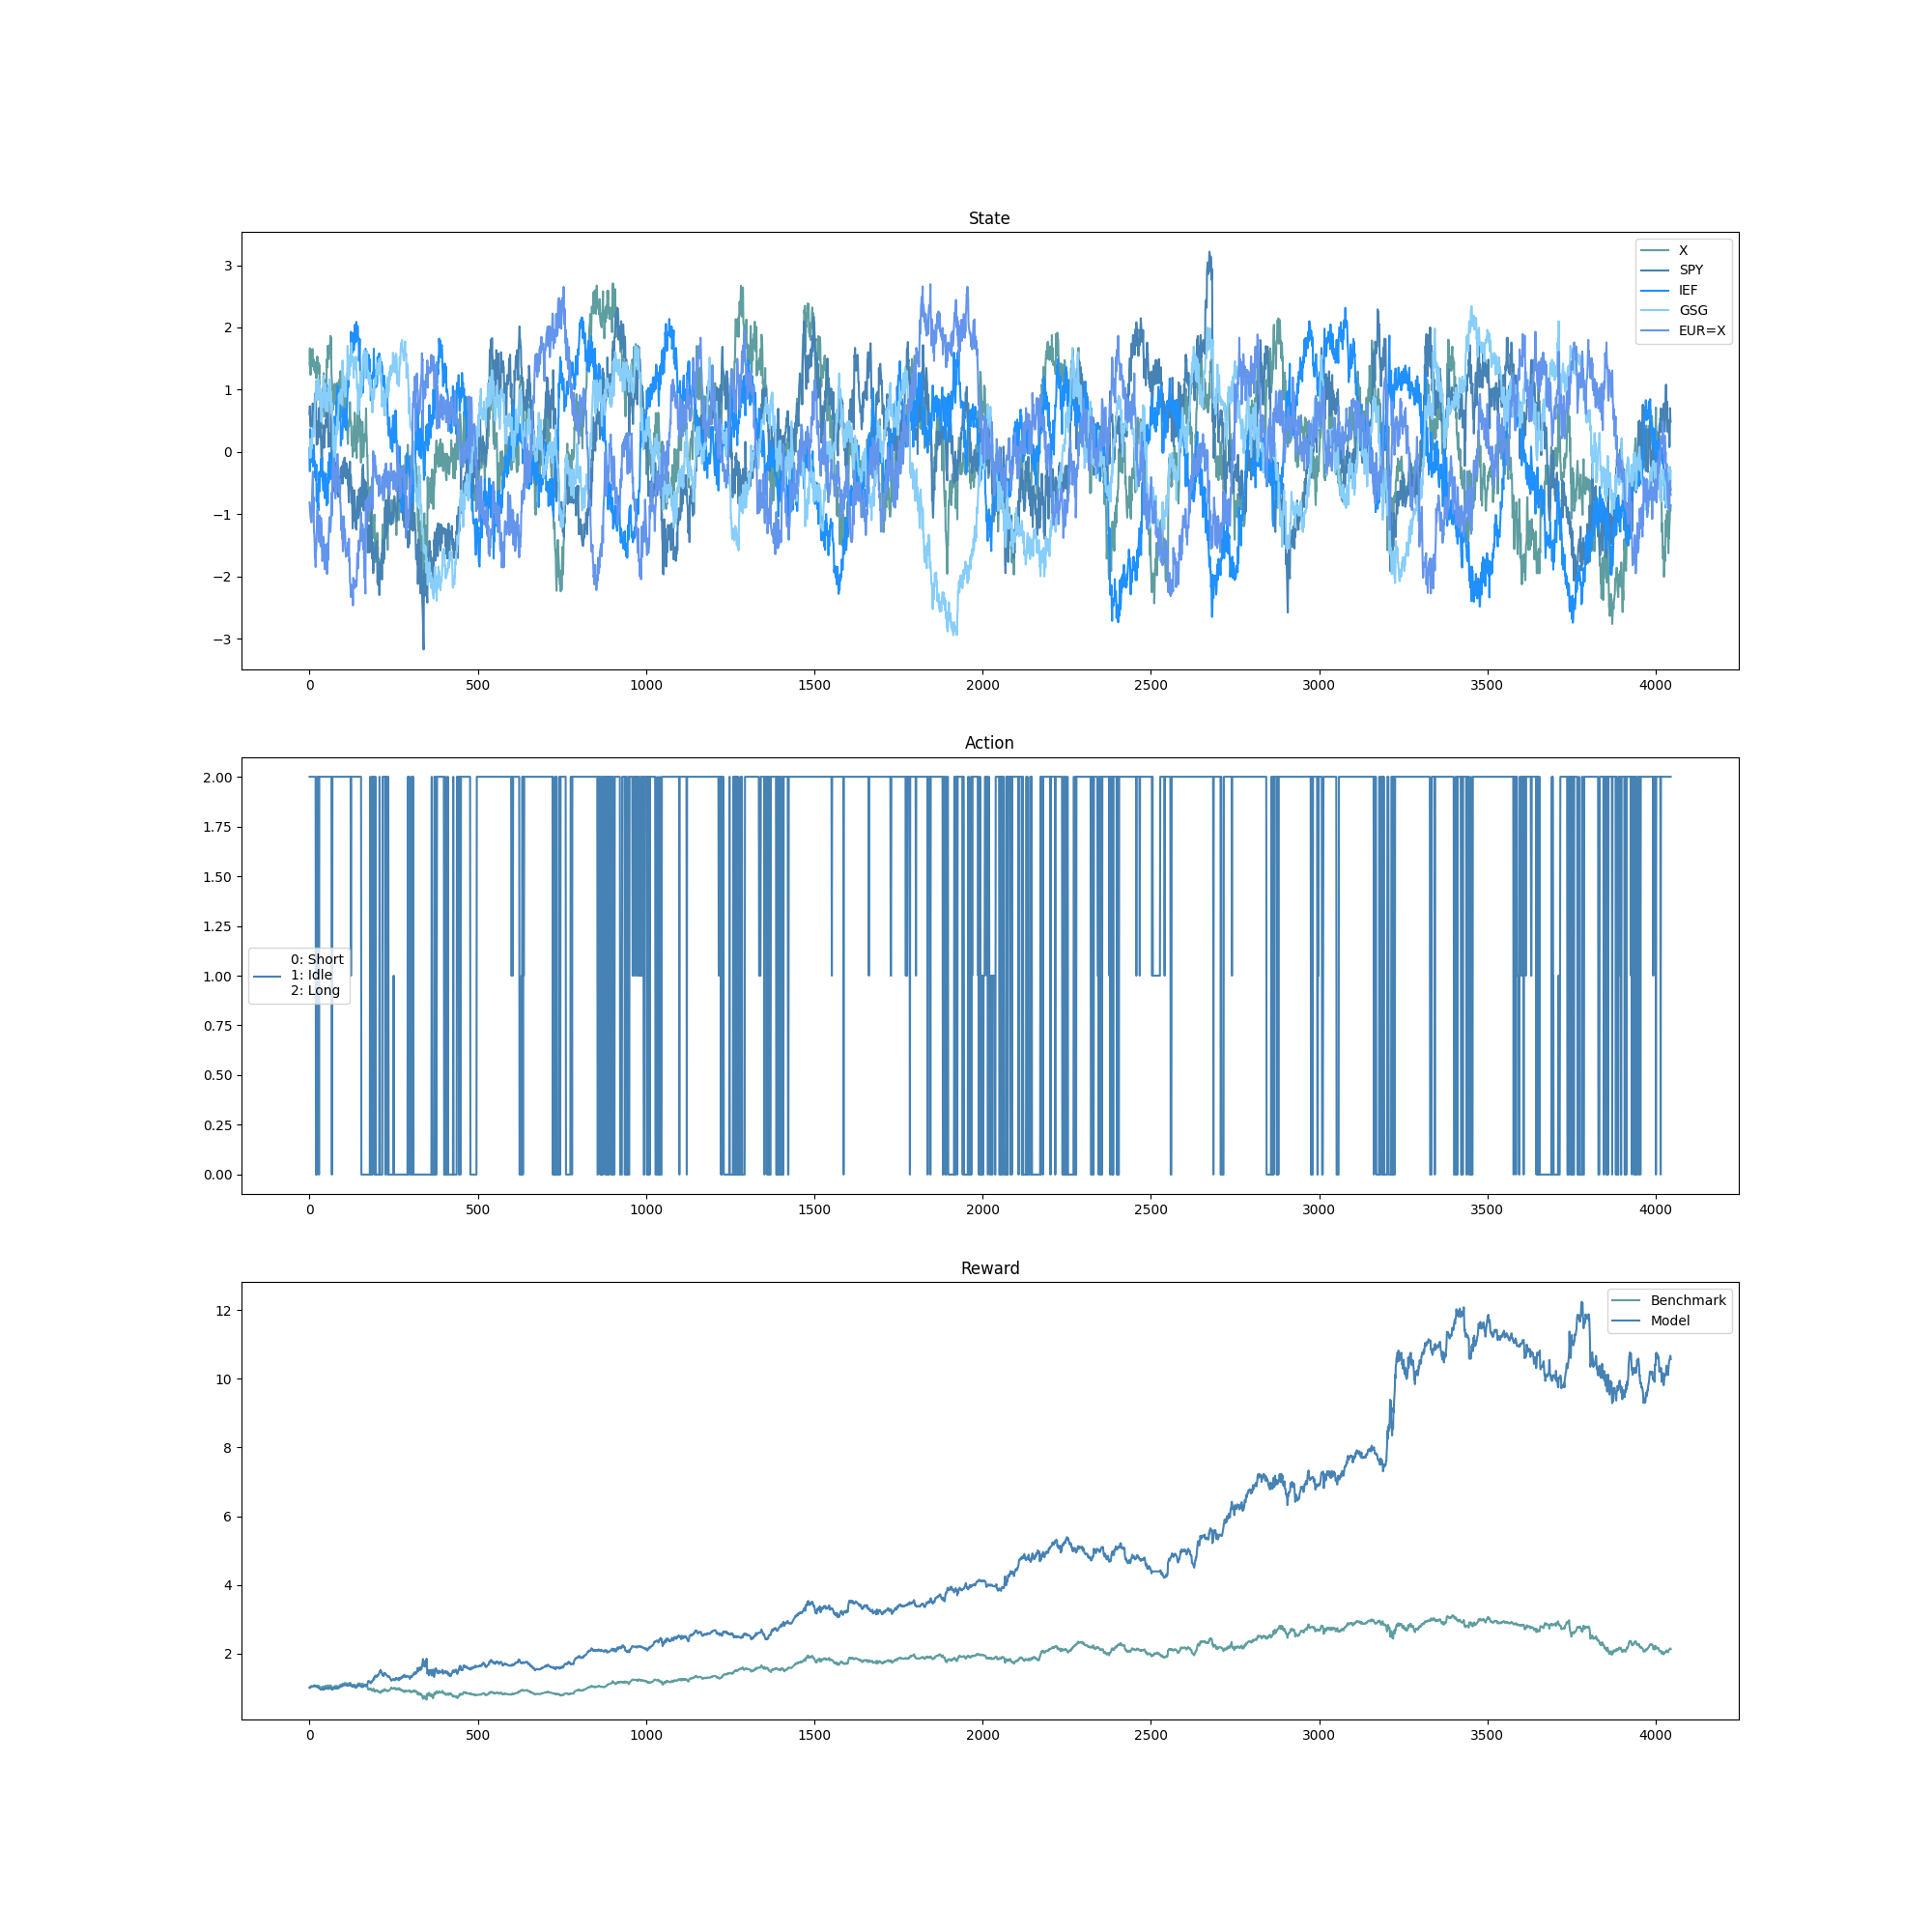 State
3
2
1
0
−1
−2
−3
X
SPY
IEF
GSG
EUR=X
0 500 1000 1500 2000 2500 3000 3500 4000
Action
2.00
1.75
1.50
1.25
1.00
0.75
0.50
0.25
0.00
0: Short
1: Idle
2: Long
0 500 1000 1500 2000 2500 3000 3500 4000
Reward
12
10
8
6
4
2
Benchmark
Model
0 500 1000 1500 2000 2500 3000 3500 4000